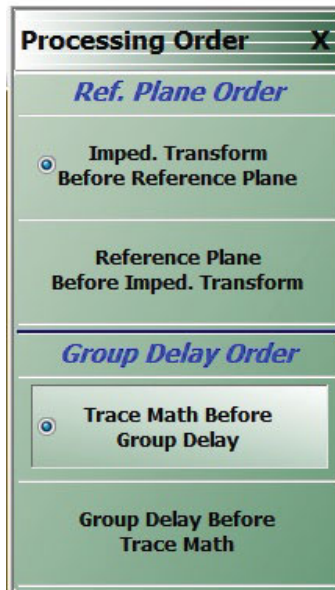 Processing Order X
Ref. Plane Order
Imped. Transform
Before Reference Plane
Reference Plane
Before Imped. Transform
Group Delay Order
Trace Math Before
Group Delay
Group Delay Before
Trace Math